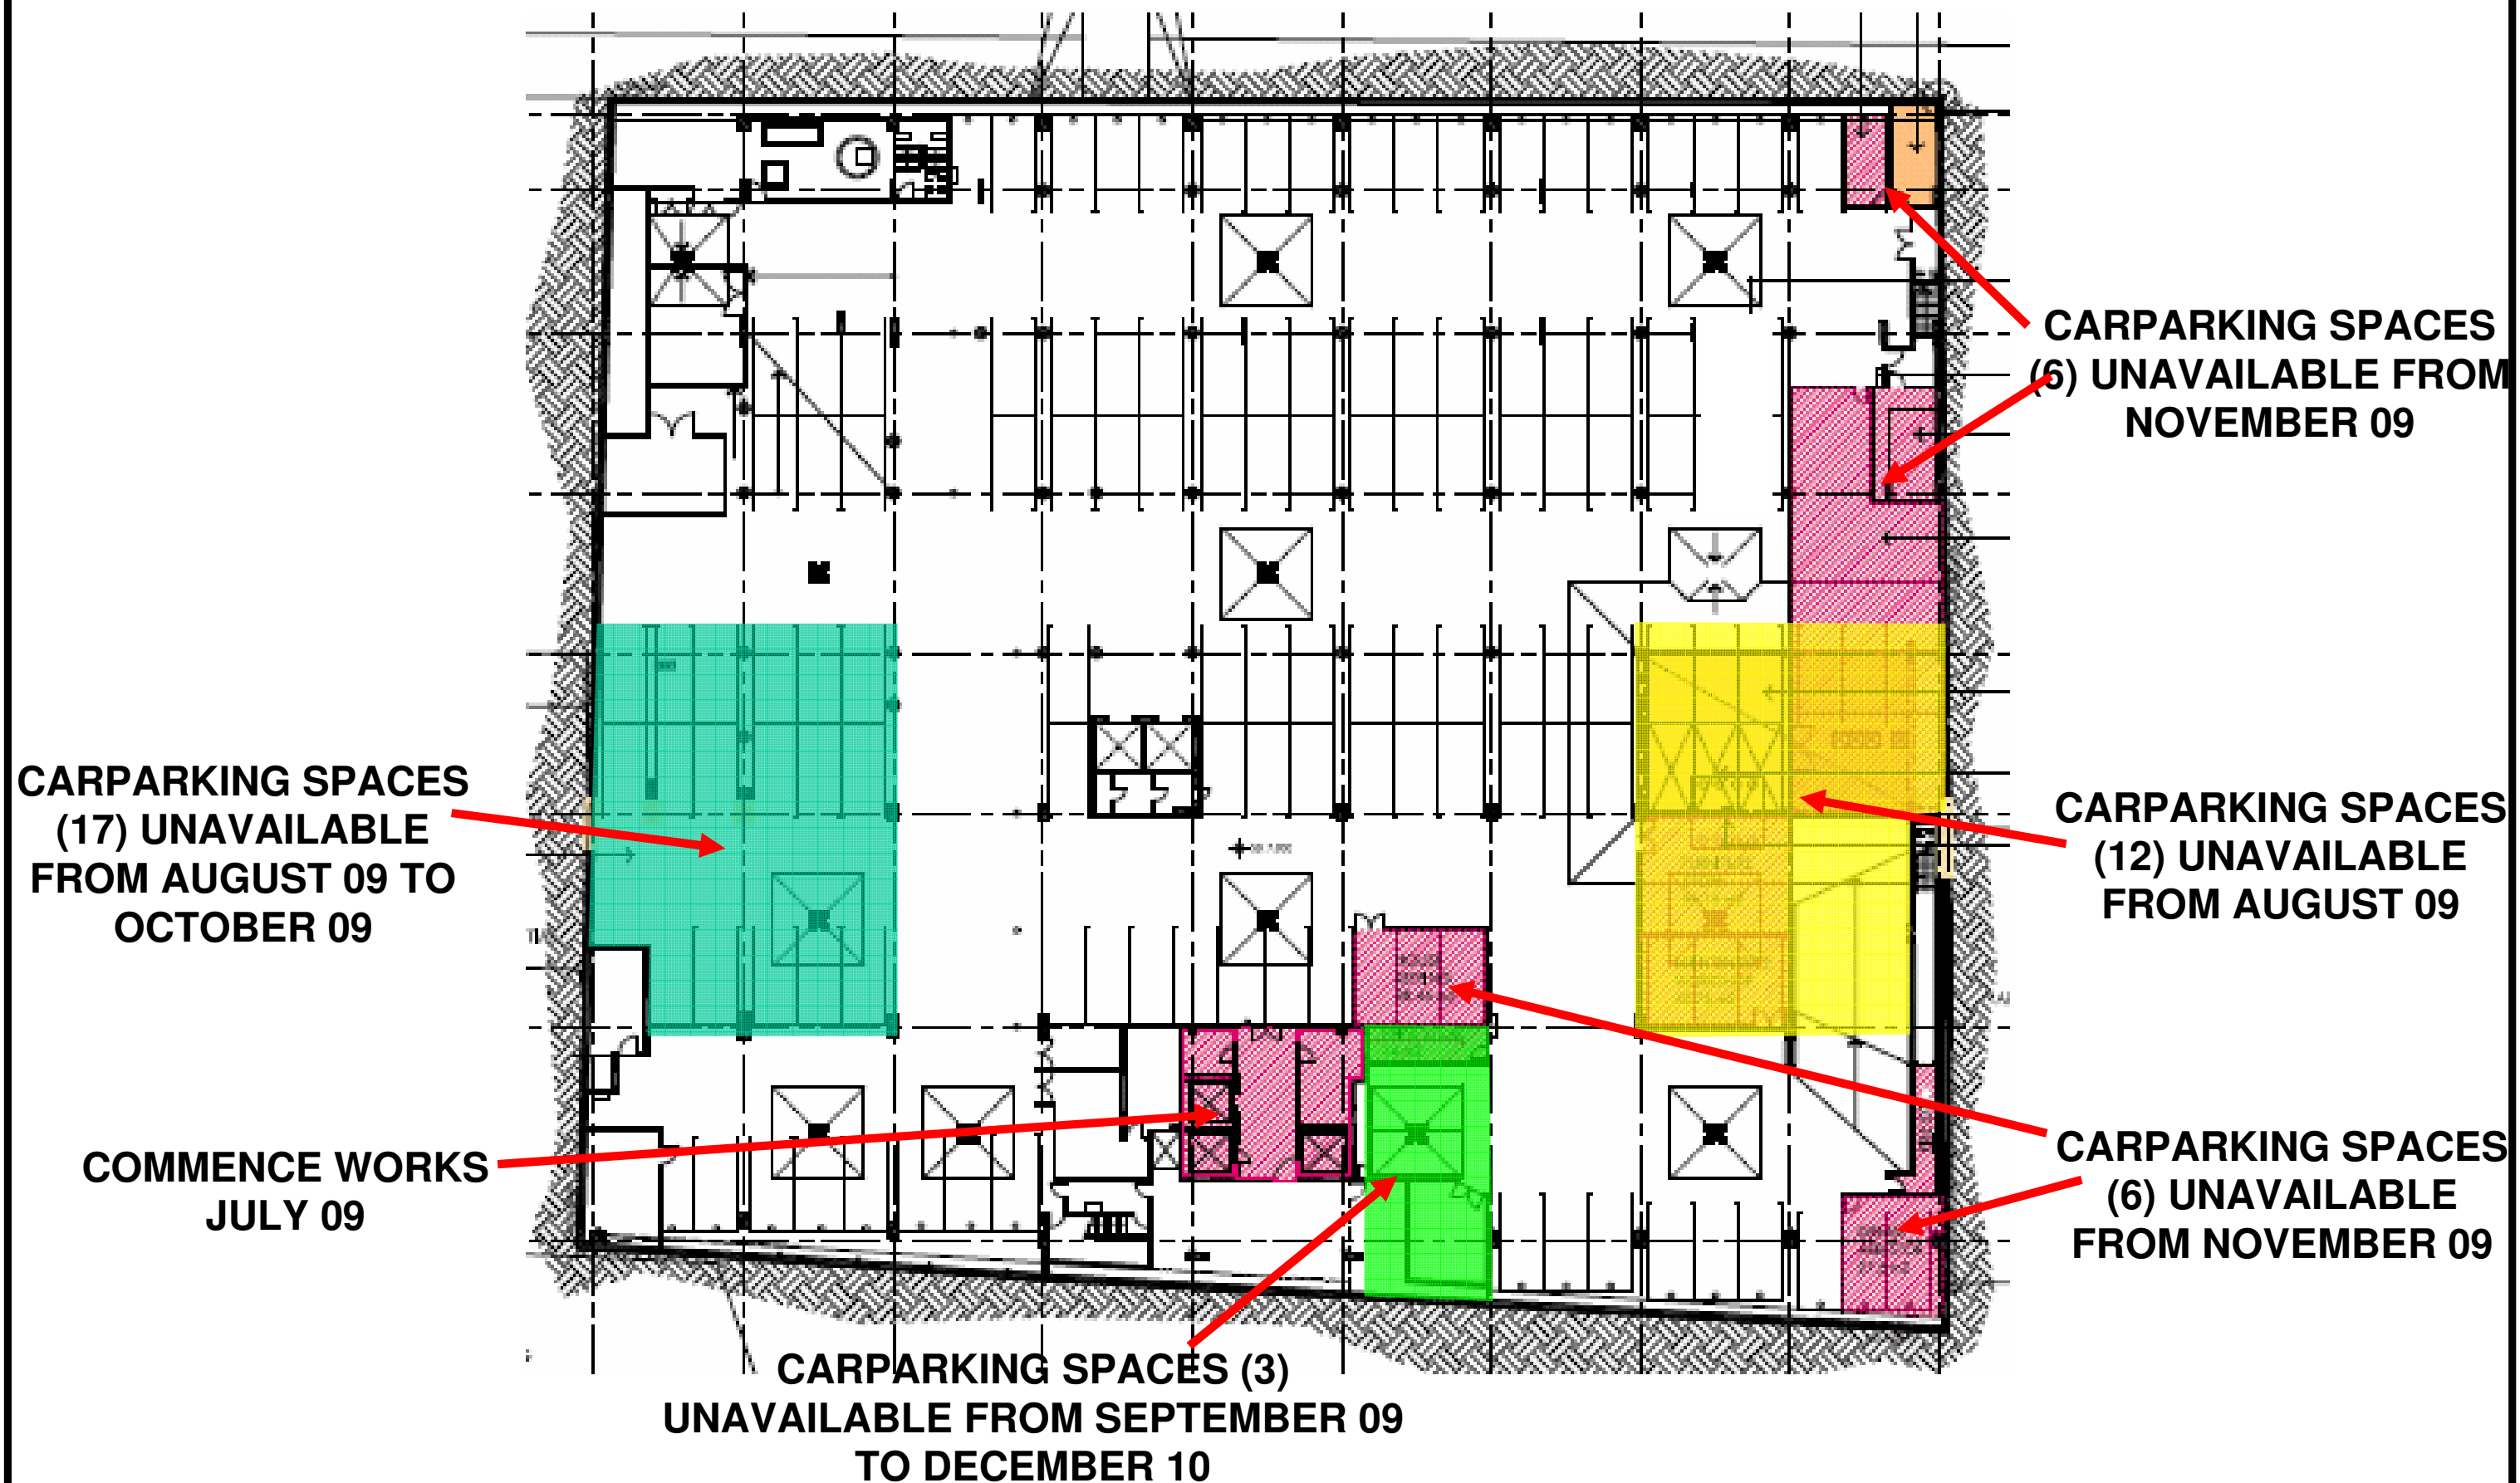 CARPARKING SPACES
(6) UNAVAILABLE FROM
NOVEMBER 09
CARPARKING SPACES
(17) UNAVAILABLE
FROM AUGUST 09 TO
OCTOBER 09
CARPARKING SPACES
(12) UNAVAILABLE
FROM AUGUST 09
COMMENCE WORKS
JULY 09
CARPARKING SPACES
(6) UNAVAILABLE
FROM NOVEMBER 09
CARPARKING SPACES (3)
UNAVAILABLE FROM SEPTEMBER 09
TO DECEMBER 10